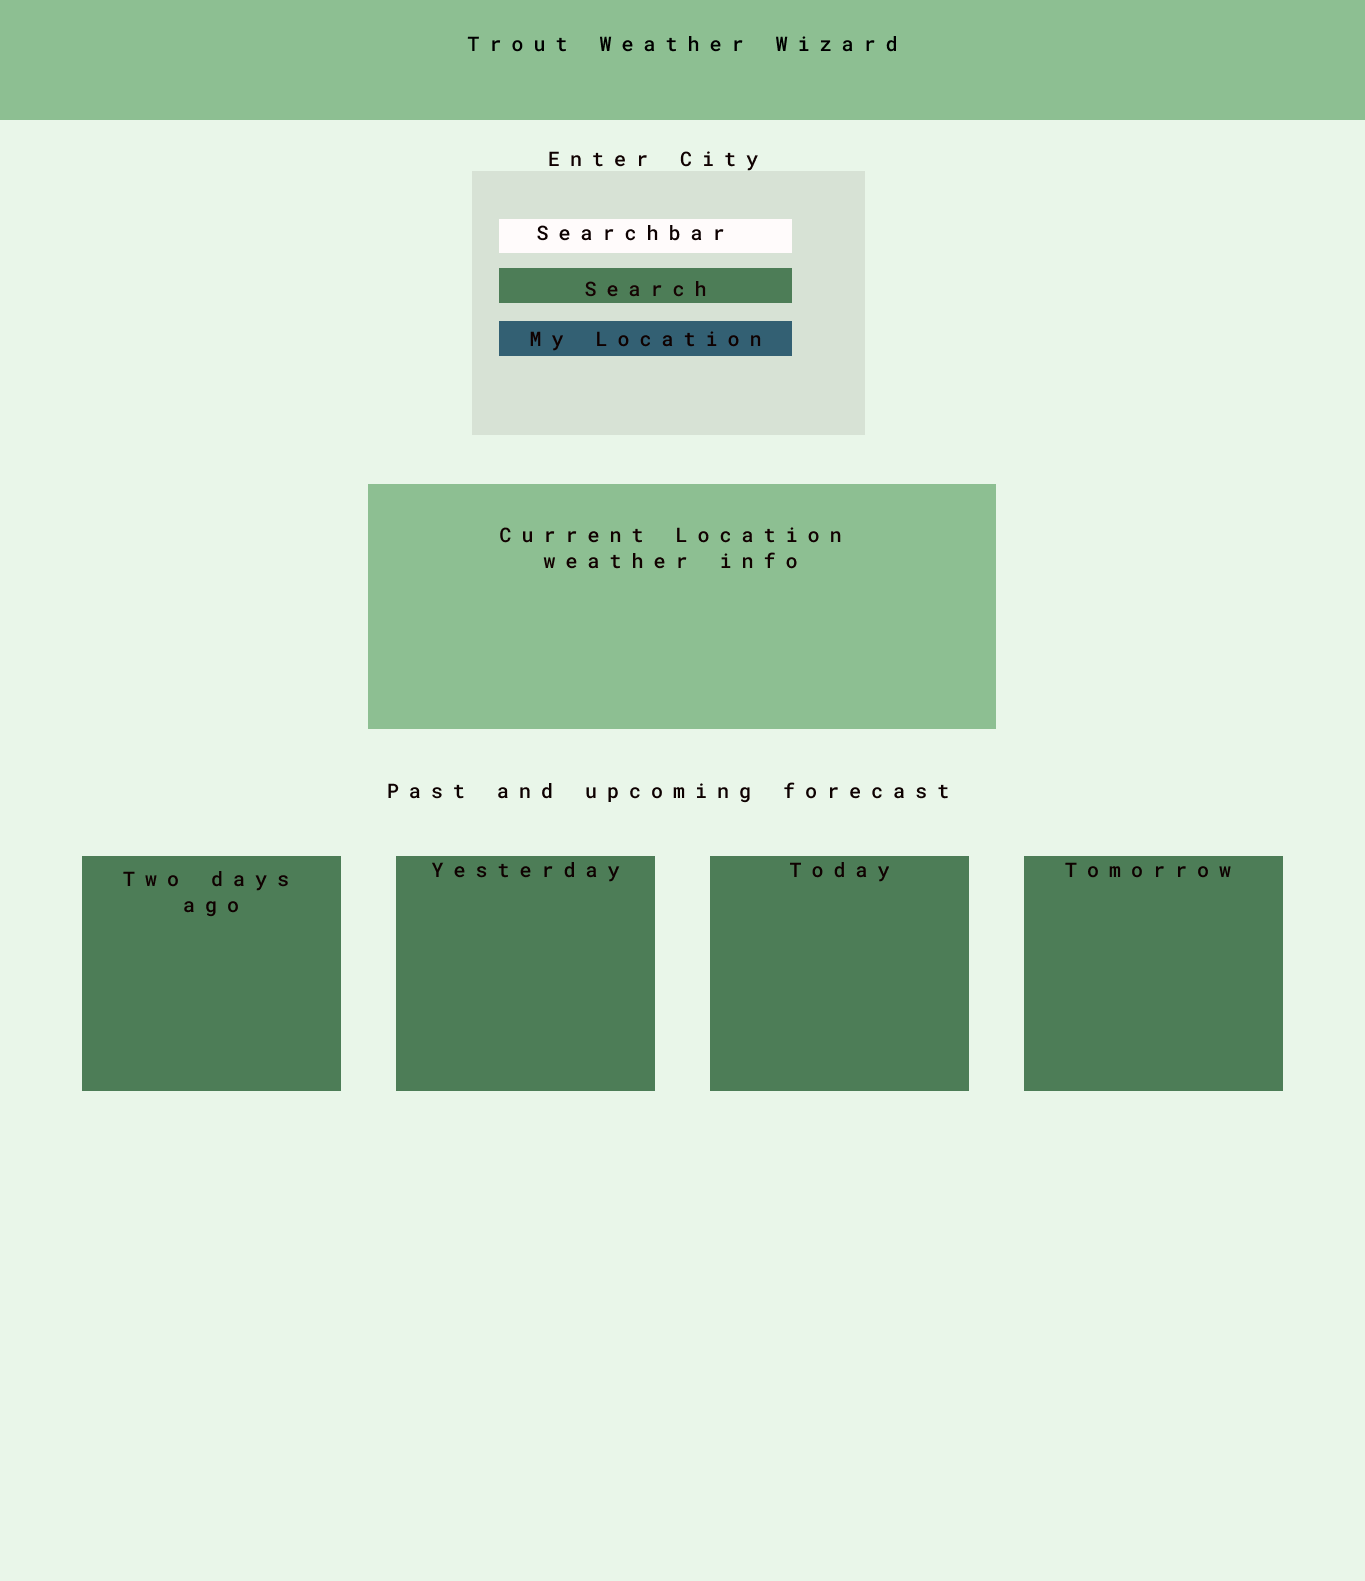 Trout Weather Wizard
Enter City
Searchbar
Search
My Location
Current Location
weather info
Past and upcoming forecast
Two days
ago
Yesterday
Today
Tomorrow